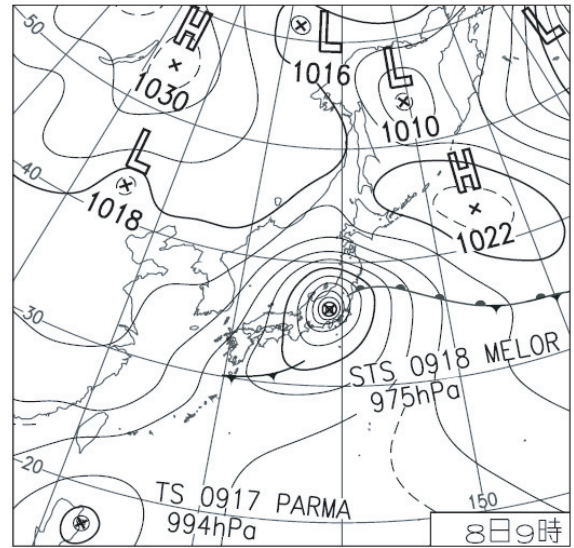 50
H
1030
L
1016
L
1010
L
40
L
1018
H
1022
30
STS 0918 MELOR
975hPa
20
TS 0917 PARMA
994hPa
150
8日9時